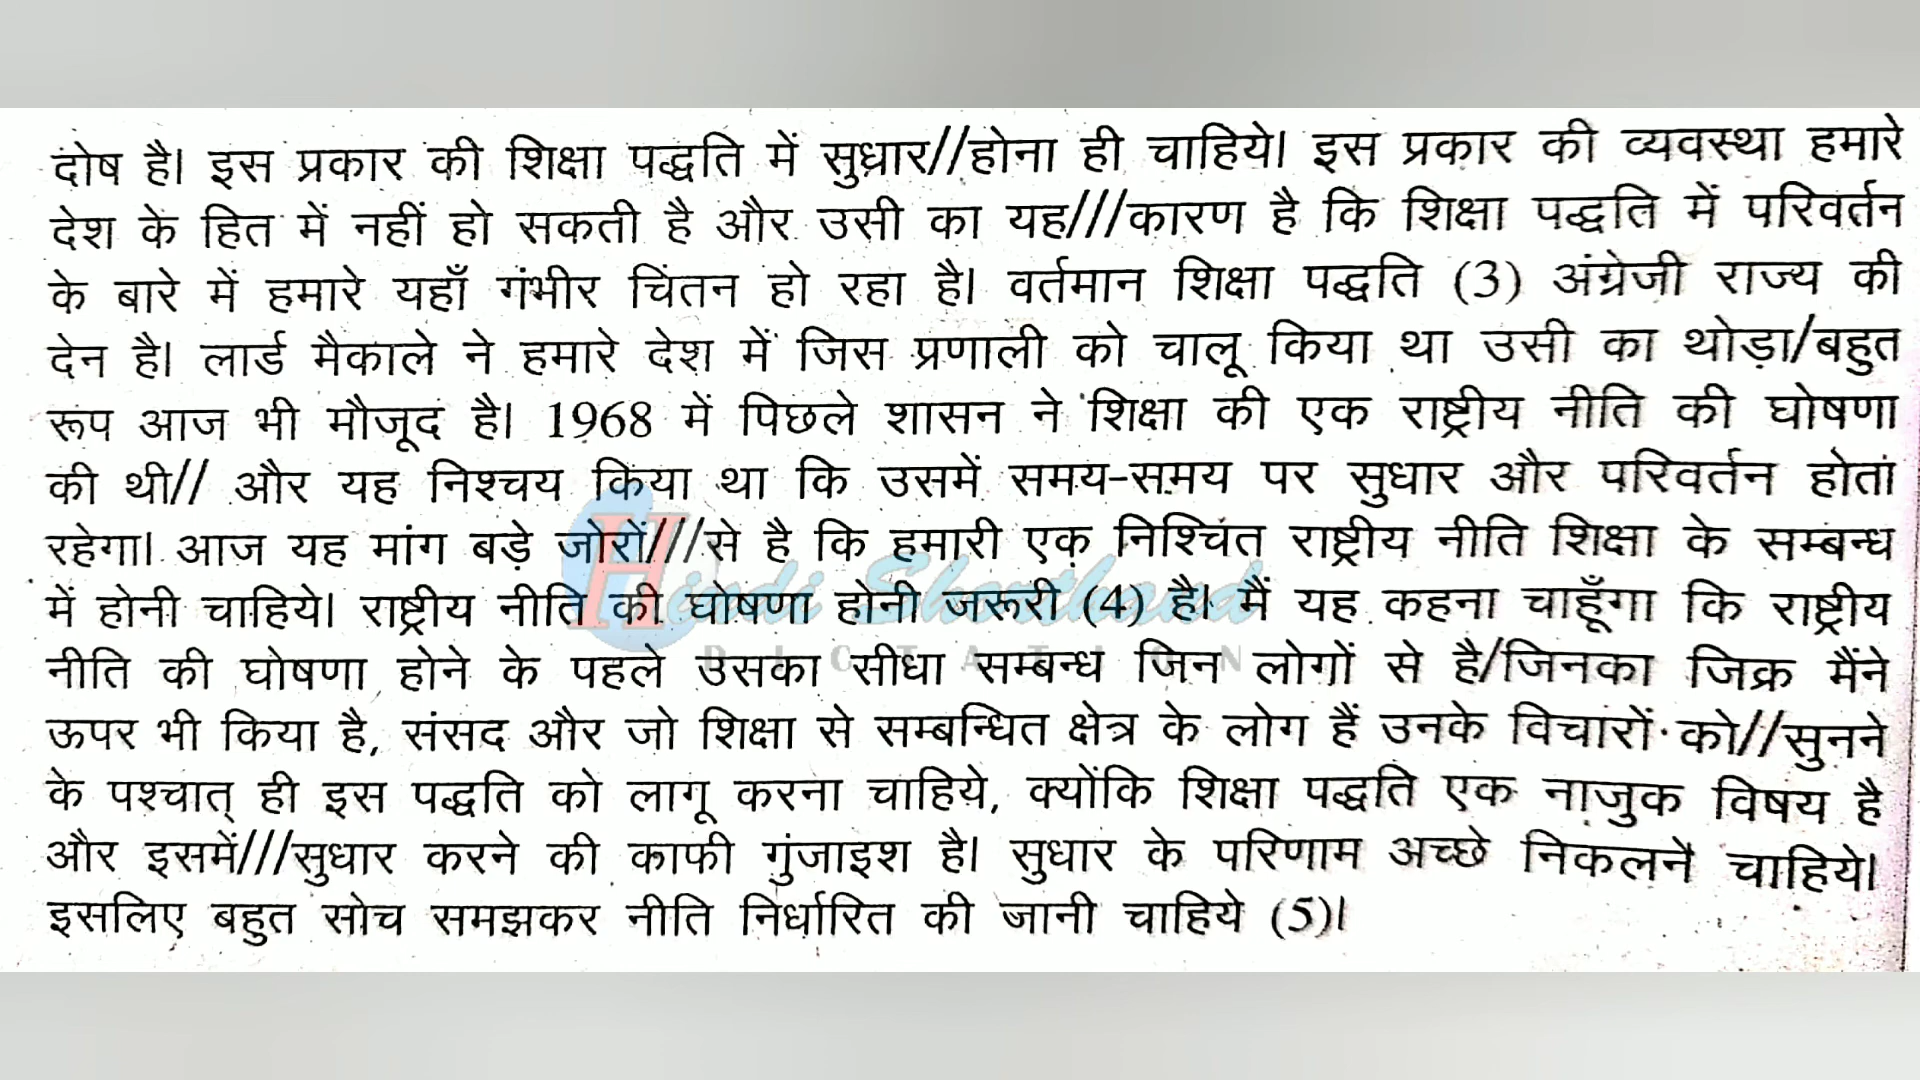 दोष है। इस प्रकार की शिक्षा पद्धति में सुधार//होना ही चाहिये। इस प्रकार की व्यवस्था हमारे
देश के हित में नहीं हो सकती है और उसी का यह///कारण है कि शिक्षा पद्धति में परिवर्तन
के बारे में हमारे यहाँ गंभीर चिंतन हो रहा है। वर्तमान शिक्षा पद्धति (3) अंग्रेजी राज्य की
देन है। लार्ड मैकाले ने हमारे देश में जिस प्रणाली को चालू किया था उसी का थोड़ा/बहुत
रूप आज भी मौजूद है। 1968 में पिछले शासन ने शिक्षा की एक राष्ट्रीय नीति की घोषणा
की थी// और यह निश्चय किया था कि उसमें समय-समय पर सुधार और परिवर्तन होता
रहेगा। आज यह मांग बड़े जोरों///से है कि हमारी एक निश्चित राष्ट्रीय नीति शिक्षा के सम्बन्ध
में होनी चाहिये। राष्ट्रीय नीति की घोषणा होनी जरूरी (4) है। मैं यह कहना चाहूँगा कि राष्ट्रीय
नीति की घोषणा होने के पहले उसका सीधा सम्बन्ध जिन लोगों से है/जिनका जिक्र मैंने
ऊपर भी किया है, संसद और जो शिक्षा से सम्बन्धित क्षेत्र के लोग हैं उनके विचारों को//सुनने
के पश्चात् ही इस पद्धति को लागू करना चाहिये, क्योंकि शिक्षा पद्धति एक नाजुक विषय है
और इसमें///सुधार करने की काफी गुंजाइश है। सुधार के परिणाम अच्छे निकलने चाहिये।
इसलिए बहुत सोच समझकर नीति निर्धारित की जानी चाहिये (5)।
Hindi Shorthand
DICTATION